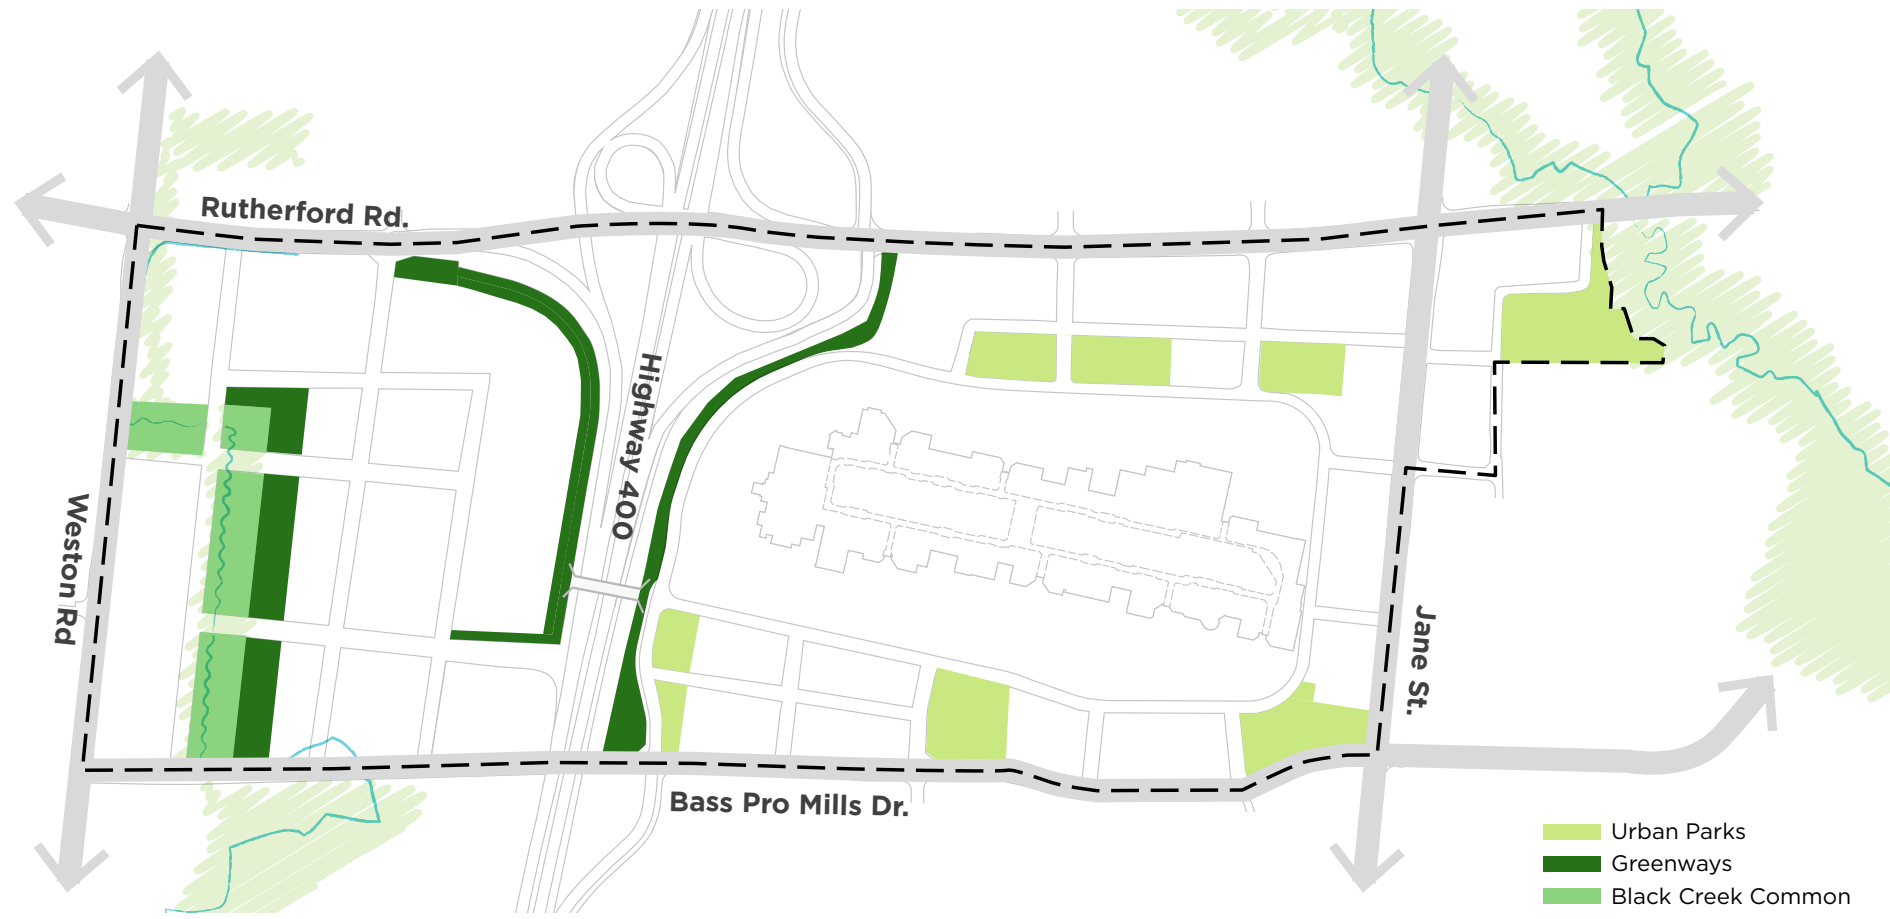 Rutherford Rd.
Highway 400
Weston Rd
Jane St.
Bass Pro Mills Dr.
Urban Parks
Greenways
Black Creek Common